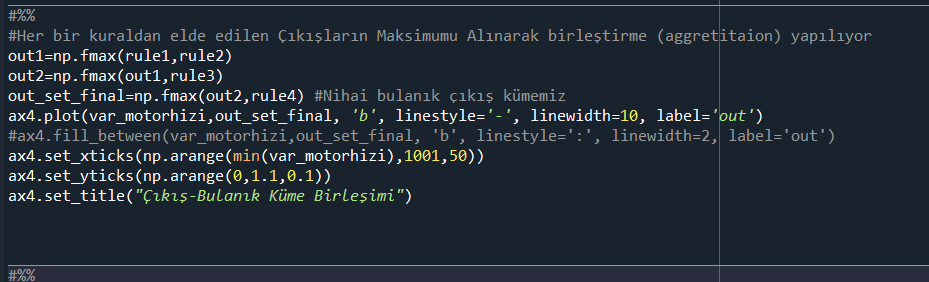 #%%
#Her bir kuraldan elde edilen Çıkışların Maksimumu Alınarak birleştirme (aggretitaion) yapılıyor
out1=np.fmax(rule1,rule2)
out2=np.fmax(out1,rule3)
out_set_final=np.fmax(out2,rule4) #Nihai bulanık çıkış kümemiz
ax4.plot(var_motorhizi,out_set_final, 'b', linestyle='-', linewidth=10, label='out')
#ax4.fill_between(var_motorhizi,out_set_final, 'b', linestyle=':', linewidth=2, label='out')
ax4.set_xticks(np.arange(min(var_motorhizi),1001,50))
ax4.set_yticks(np.arange(0,1.1,0.1))
ax4.set_title("Çıkış-Bulanık Küme Birleşimi")
#%%